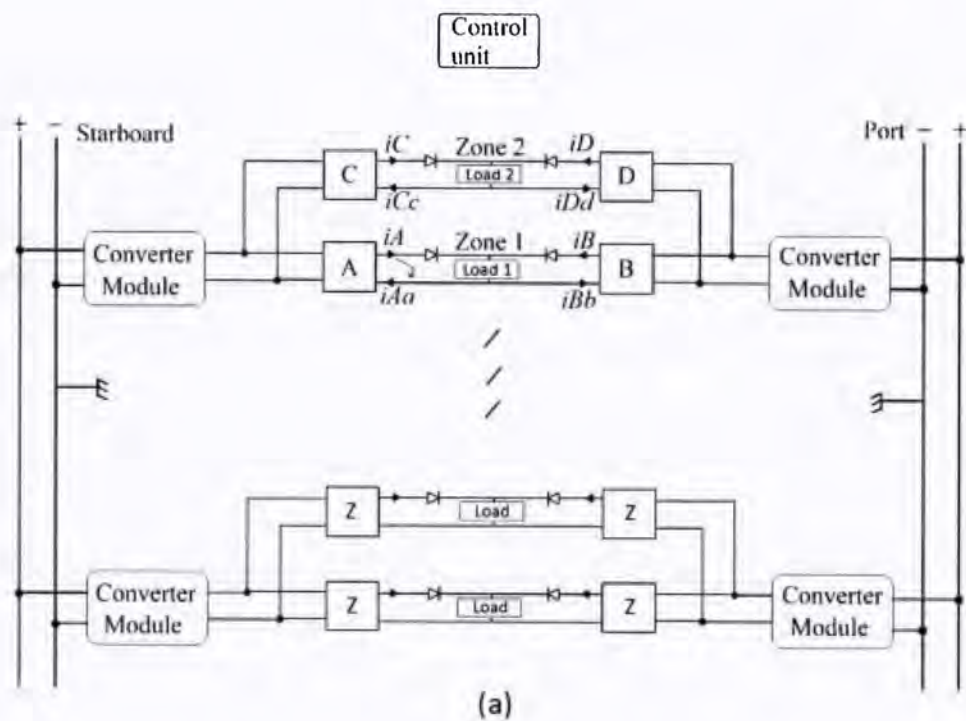 Control
unit
+ − Starboard
Port − +
iC Zone 2 iD
C Load 2 D
iCc iDd
iA Zone 1 iB
Converter
Module
A Load 1 B
Converter
Module
iAa iBb
Z Load Z
Converter
Module
Z Load Z
Converter
Module
(a)